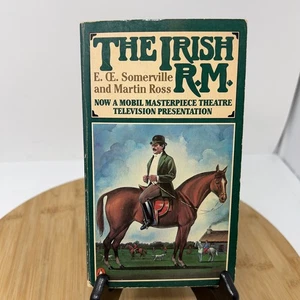 THE IRISH
R.M.
E. Œ. Somerville
and Martin Ross
NOW A MOBIL MASTERPIECE THEATRE
TELEVISION PRESENTATION